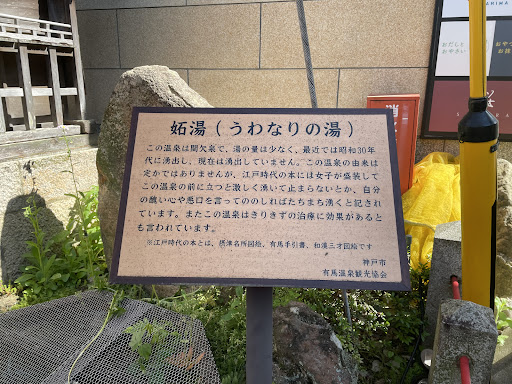 妬湯(うわなりの湯)
この温泉は間欠泉で、湯の量は少なく、最近では昭和30年
代に湧出し、現在は湧出していません。この温泉の由来は
定かではありませんが、江戸時代の本には女子が盛装して
この温泉の前に立つと激しく湧いて止まらないとか、自分
の醜い心や悪口を言ってののしればたちまち湧くと記され
ています。またこの温泉はきりきずの治療に効果があると
も言われています。
※江戸時代の本とは、摂津名所図絵、有馬手引書、和漢三才図絵です
神戸市
有馬温泉観光協会